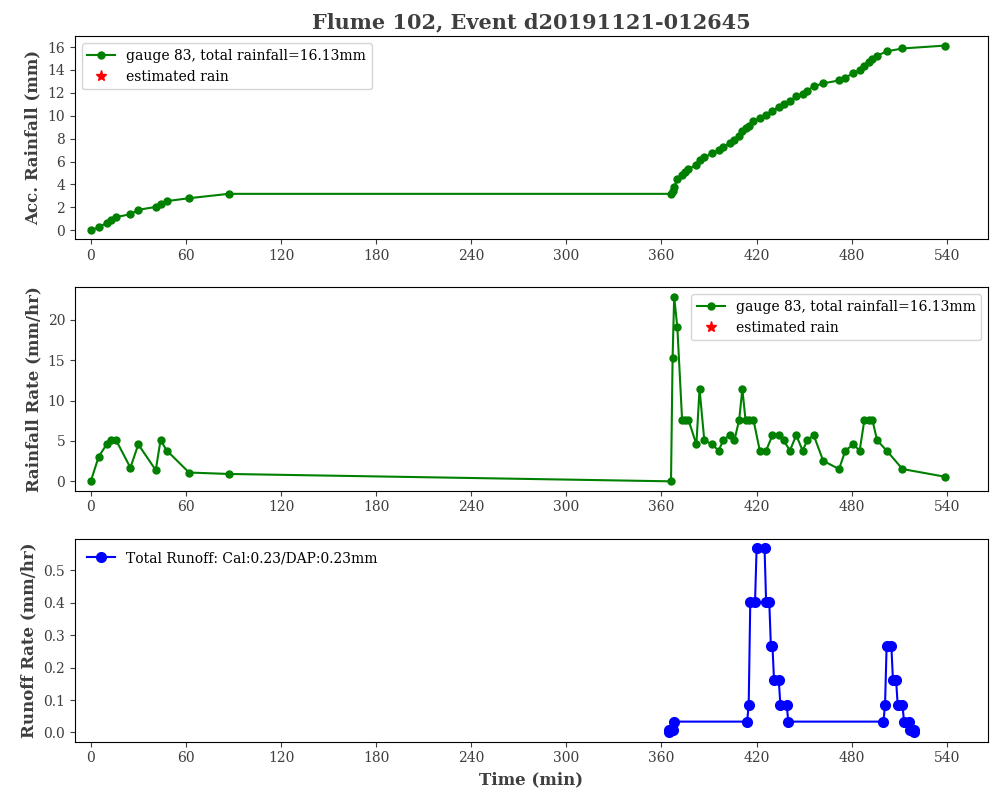 Flume 102, Event d20191121-012645
Acc. Rainfall (mm)
16
14
12
10
8
6
4
2
0
gauge 83, total rainfall=16.13mm
estimated rain
0 60 120 180 240 300 360 420 480 540
Rainfall Rate (mm/hr)
20
15
10
5
0
gauge 83, total rainfall=16.13mm
estimated rain
0 60 120 180 240 300 360 420 480 540
Runoff Rate (mm/hr)
0.5
0.4
0.3
0.2
0.1
0.0
Total Runoff: Cal:0.23/DAP:0.23mm
0 60 120 180 240 300 360 420 480 540
Time (min)